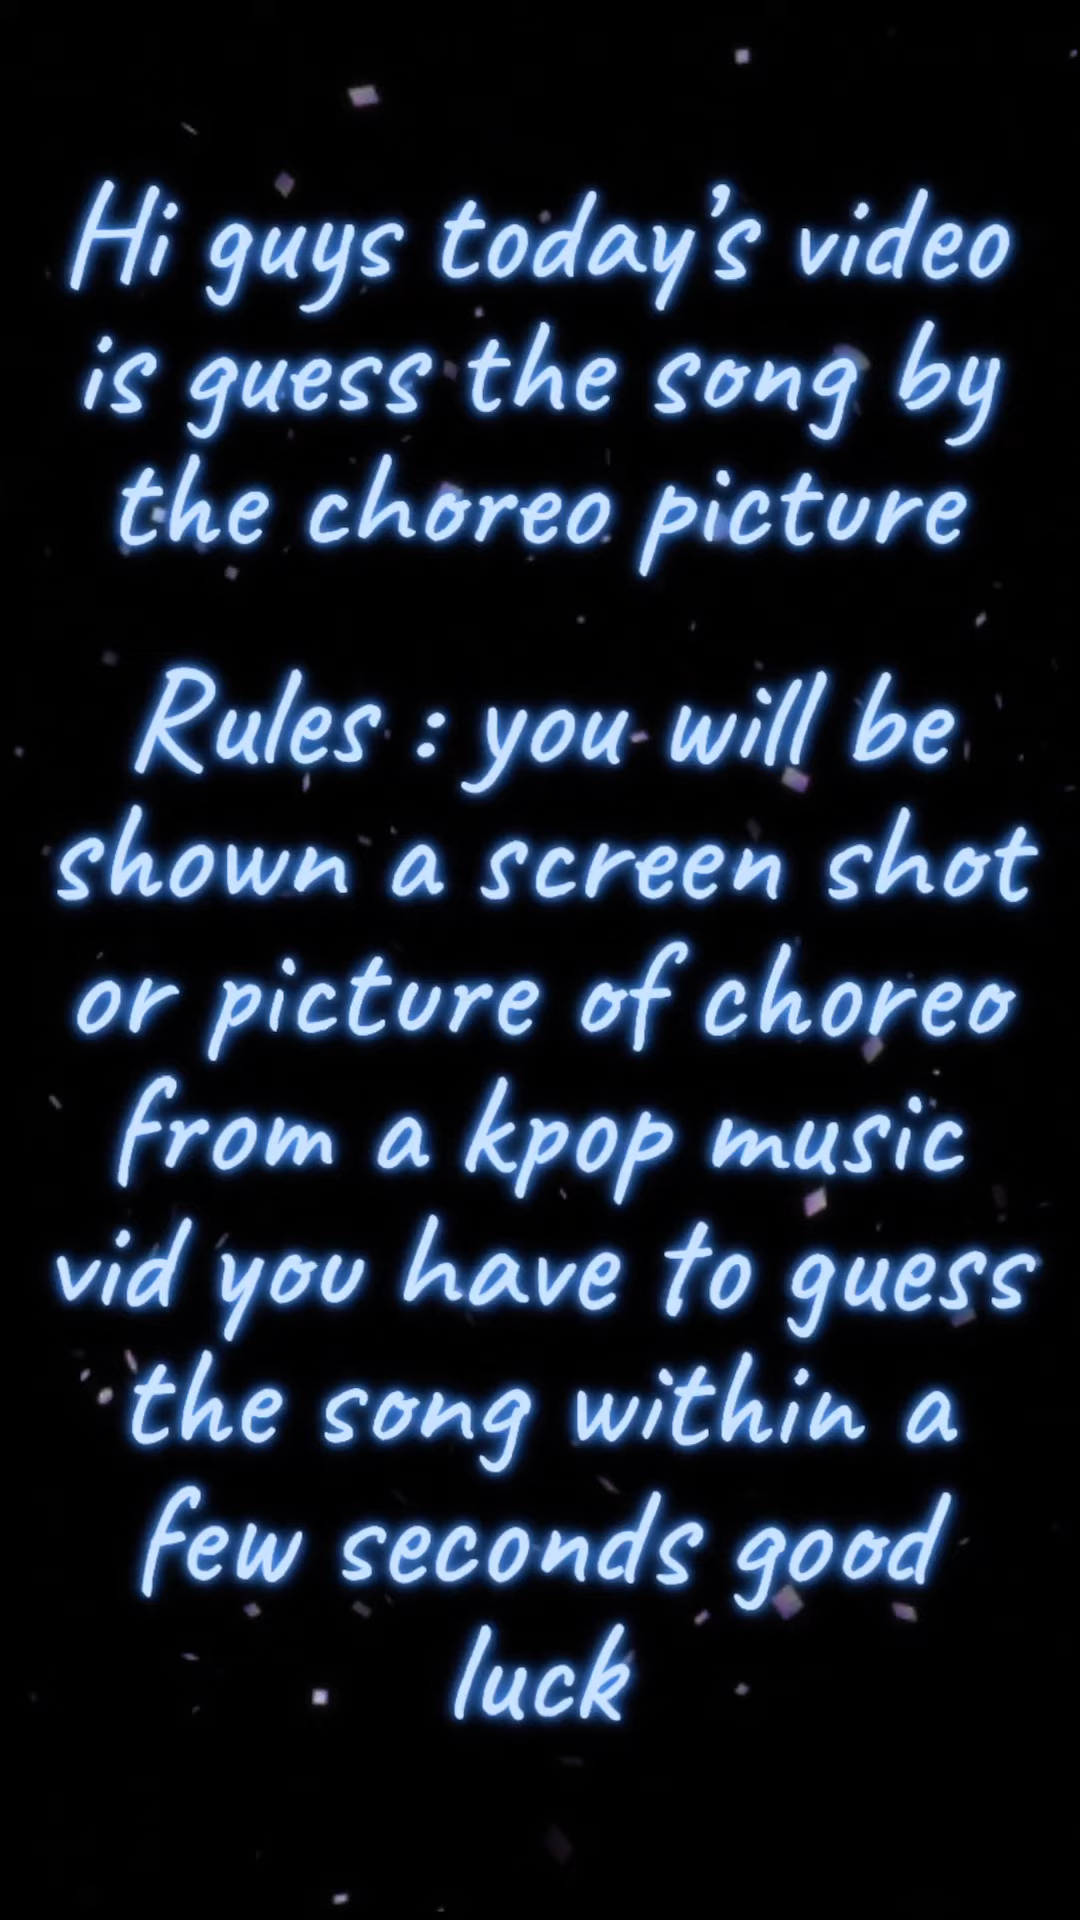 Hi guys today's video
is guess the song by
the choreo picture
Rules : you will be
shown a screen shot
or picture of choreo
from a kpop music
vid you have to guess
the song within a
few seconds good
luck